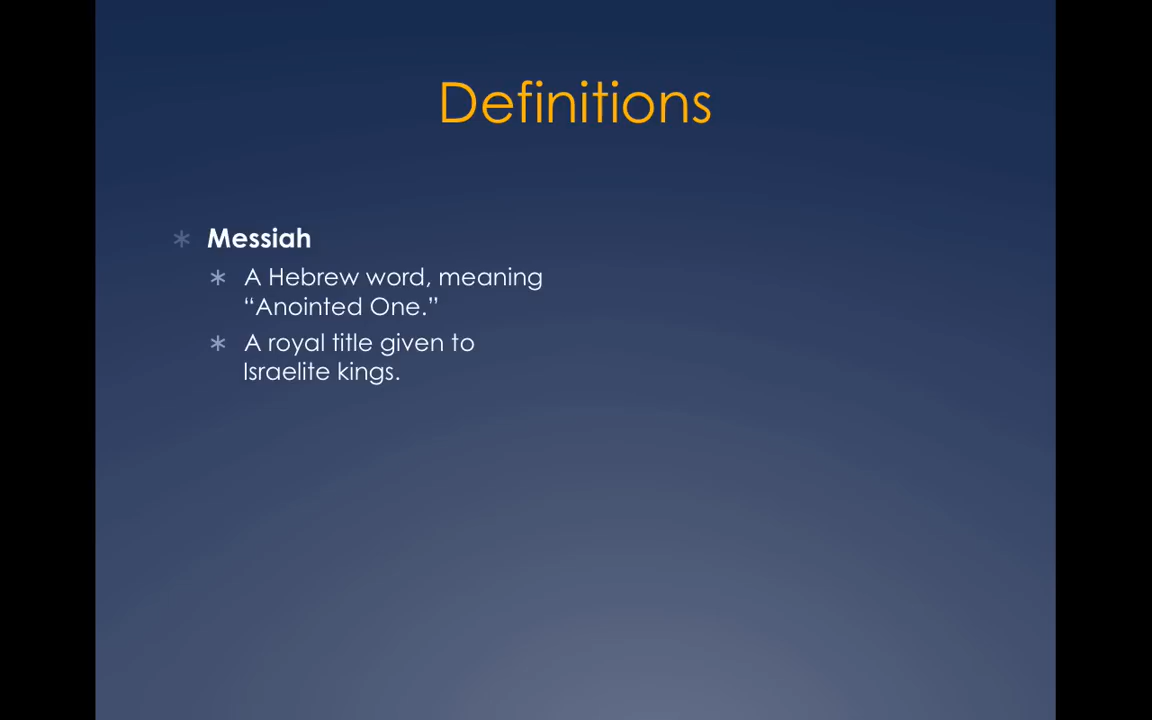 Definitions
* Messiah
* A Hebrew word, meaning
“Anointed One.”
* A royal title given to
Israelite kings.